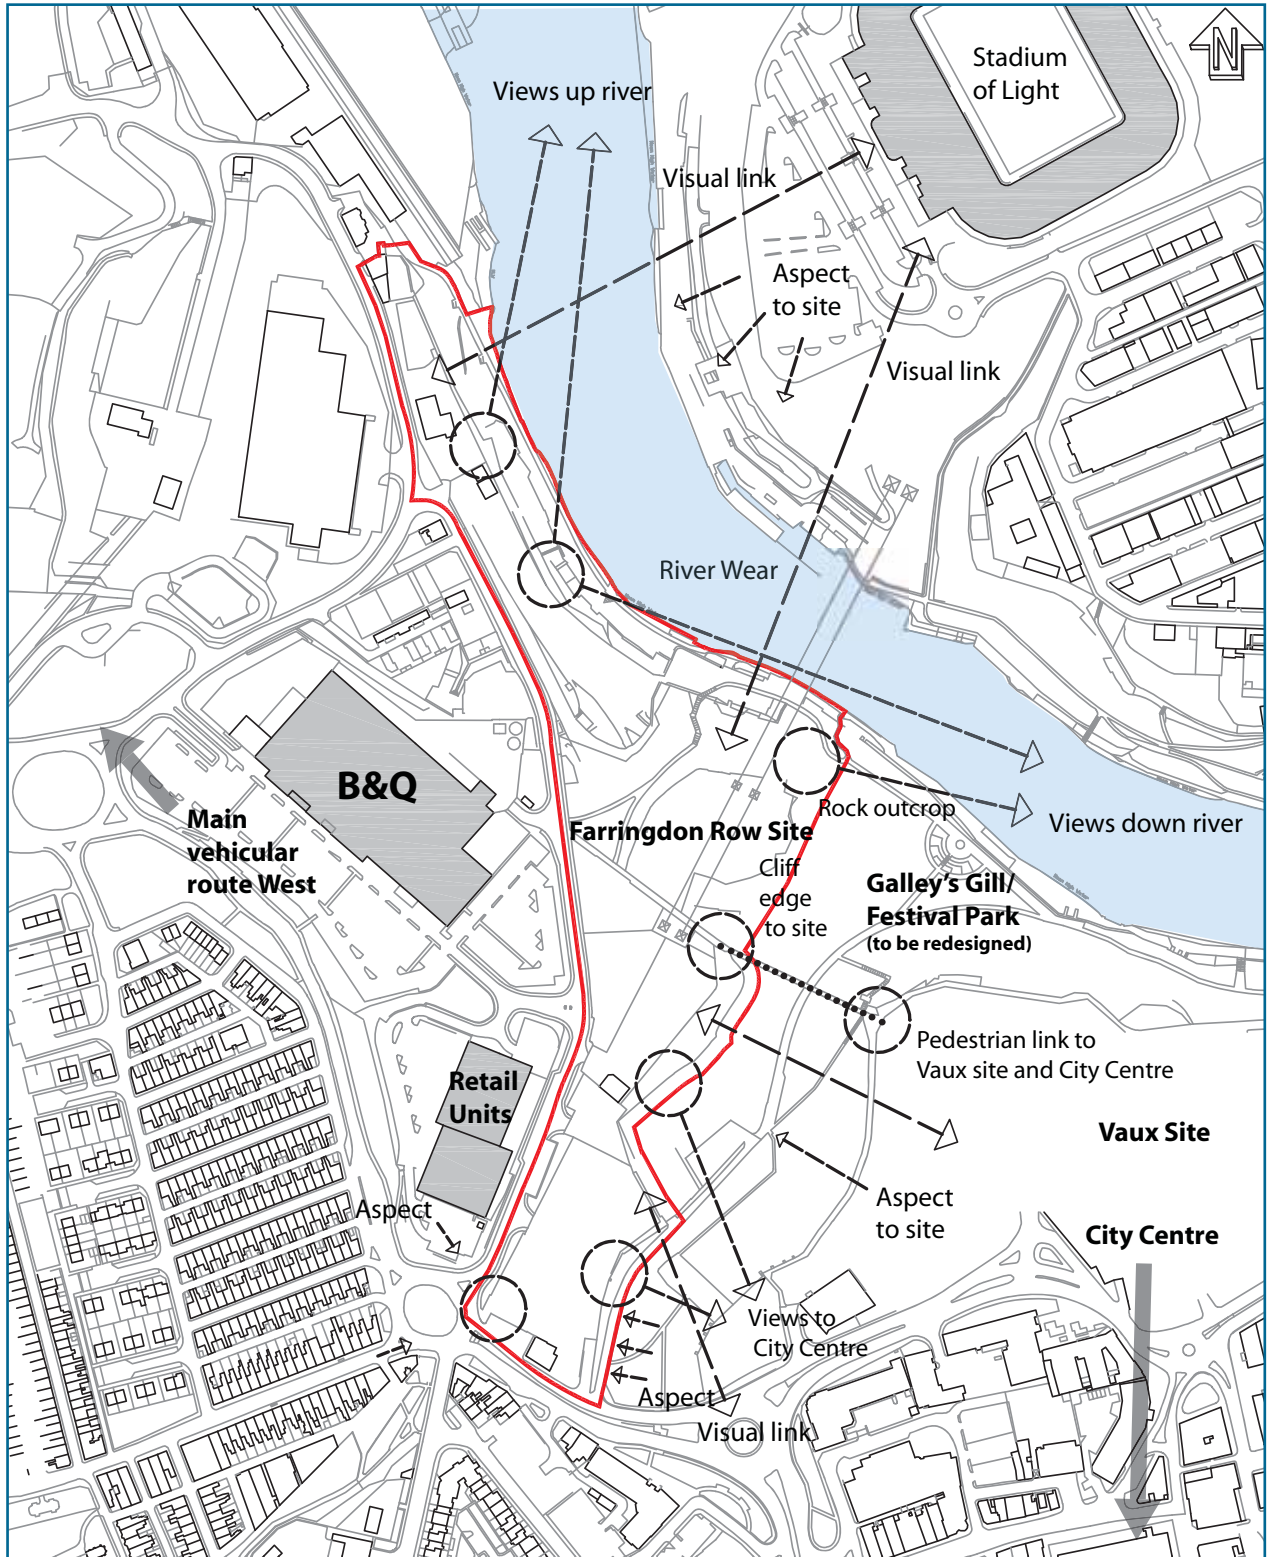 N
Stadium
of Light
Views up river
Visual link
Aspect
to site
Visual link
River Wear
B&Q
Main
vehicular
route West
Rock outcrop
Farringdon Row Site
Views down river
Cliff
edge
to site
Galley's Gill/
Festival Park
(to be redesigned)
Pedestrian link to
Vaux site and City Centre
Retail
Units
Vaux Site
Aspect
Aspect
to site
City Centre
Views to
City Centre
Aspect
Visual link